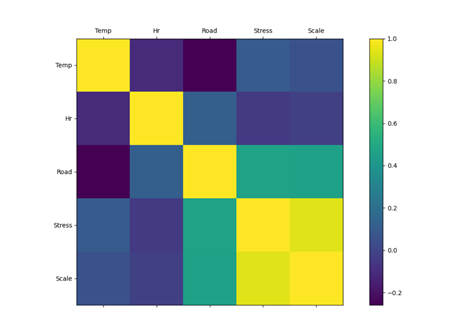 Temp Hr Road Stress Scale
Temp
Hr
Road
Stress
Scale
1.0
0.8
0.6
0.4
0.2
0.0
−0.2